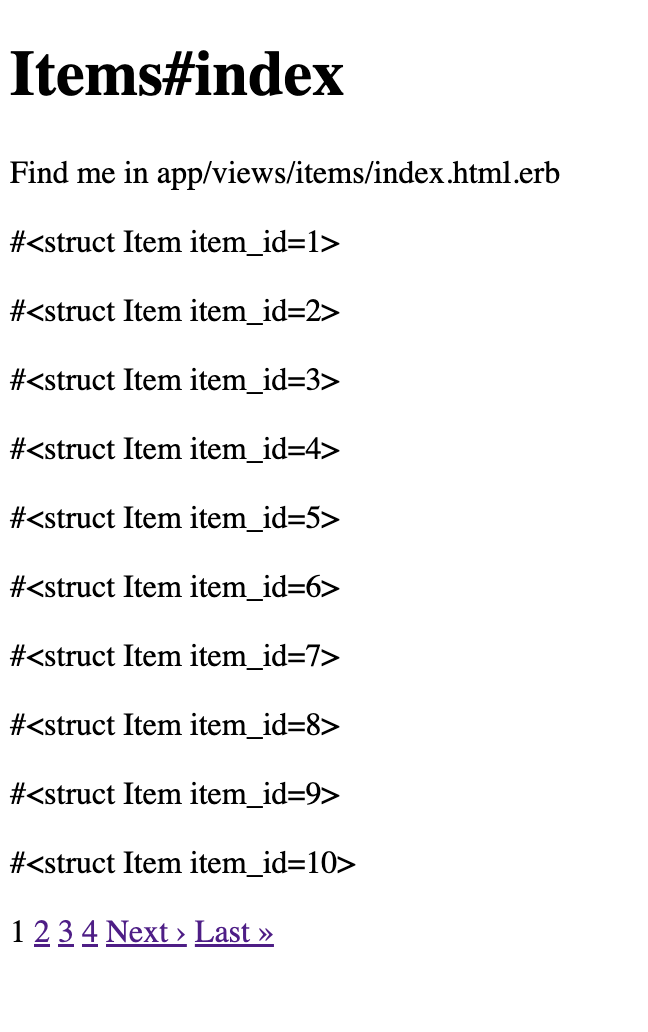 Items#index
Find me in app/views/items/index.html.erb
#<struct Item item_id=1>
#<struct Item item_id=2>
#<struct Item item_id=3>
#<struct Item item_id=4>
#<struct Item item_id=5>
#<struct Item item_id=6>
#<struct Item item_id=7>
#<struct Item item_id=8>
#<struct Item item_id=9>
#<struct Item item_id=10>
1 2 3 4 Next › Last »